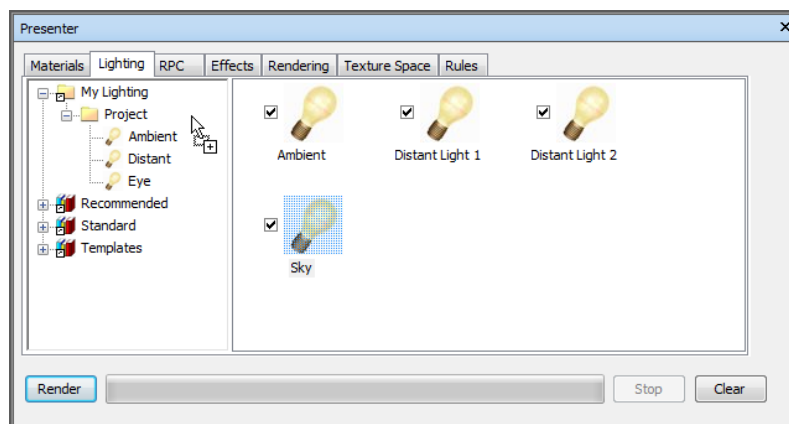 Presenter
Materials Lighting RPC Effects Rendering Texture Space Rules
My Lighting
Project
Ambient
Distant
Eye
Recommended
Standard
Templates
Ambient Distant Light 1 Distant Light 2
Sky
Render Stop Clear